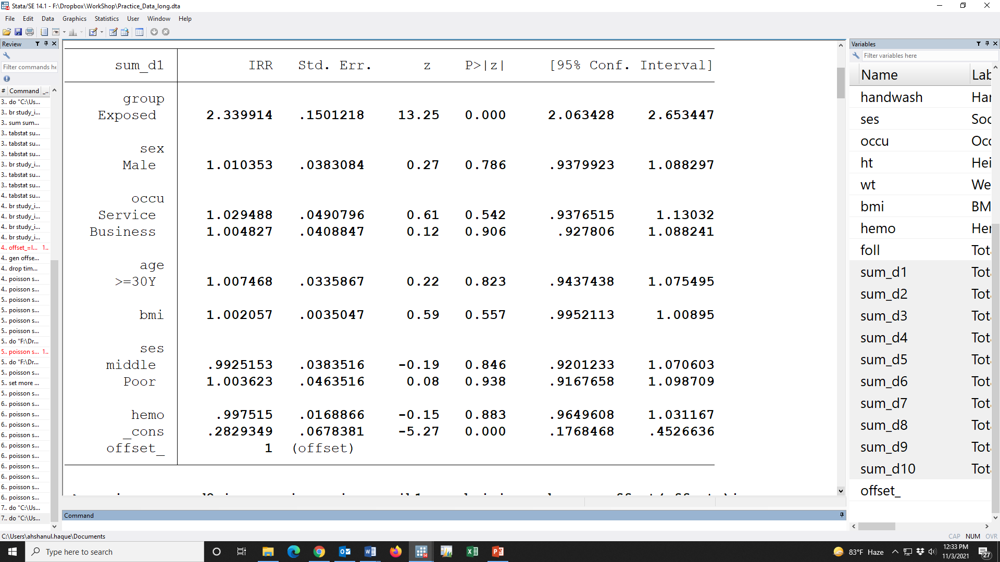 Stata/SE 14.1 - F:\Dropbox\WorkShop\Practice_Data_long.dta
File Edit Data Graphics Statistics User Window Help
Review
Filter commands he
# Command _..
3.. do "C:\Us...
3.. br study_i...
3.. sum sum...
3.. tabstat su...
3.. tabstat su...
3.. tabstat su...
3.. br study_i...
3.. tabstat su...
3.. tabstat su...
4.. tabstat su...
4.. br study_i...
4.. br study_i...
4.. br study_i...
4.. br study_i...
4.. offset_=l... 1..
4.. gen offse...
4.. drop tim...
4.. poisson s...
4.. poisson s...
5.. poisson s...
5.. poisson s...
5.. poisson s...
5.. poisson s...
5.. do "F:\Dr...
5.. poisson s... 1..
5.. do "F:\Dr...
5.. poisson s...
5.. set more ...
5.. poisson s...
6.. poisson s...
6.. poisson s...
6.. poisson s...
6.. poisson s...
6.. poisson s...
6.. poisson s...
6.. poisson s...
6.. poisson s...
6.. poisson s...
6.. poisson s...
7.. do "C:\Us...
7.. do "C:\Us...
sum_d1 IRR Std. Err. z P>|z| [95% Conf. Interval]
group
Exposed 2.339914 .1501218 13.25 0.000 2.063428 2.653447
sex
Male 1.010353 .0383084 0.27 0.786 .9379923 1.088297
occu
Service 1.029488 .0490796 0.61 0.542 .9376515 1.13032
Business 1.004827 .0408847 0.12 0.906 .927806 1.088241
age
>=30Y 1.007468 .0335867 0.22 0.823 .9437438 1.075495
bmi 1.002057 .0035047 0.59 0.557 .9952113 1.00895
ses
middle .9925153 .0383516 -0.19 0.846 .9201233 1.070603
Poor 1.003623 .0463516 0.08 0.938 .9167658 1.098709
hemo .997515 .0168866 -0.15 0.883 .9649608 1.031167
_cons .2829349 .0678381 -5.27 0.000 .1768468 .4526636
offset_ 1 (offset)
Command
Variables
Filter variables here
Name Lab
handwash Har
ses Soc
occu Occ
ht Hei
wt We
bmi BM
hemo Her
foll Tot
sum_d1 Tot
sum_d2 Tot
sum_d3 Tot
sum_d4 Tot
sum_d5 Tot
sum_d6 Tot
sum_d7 Tot
sum_d8 Tot
sum_d9 Tot
sum_d10 Tot
offset_
C:\Users\ahshanul.haque\Documents
CAP NUM OVR
Type here to search
83°F Haze
12:33 PM
11/3/2021
27